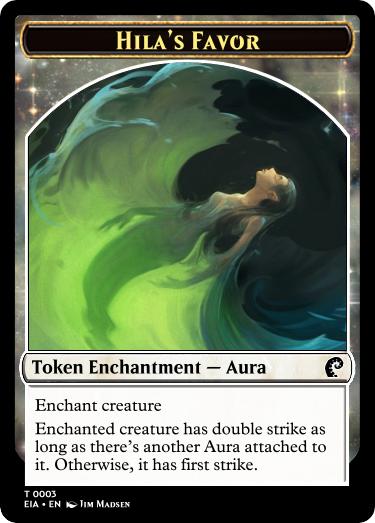 Hila's Favor
Token Enchantment — Aura
Enchant creature
Enchanted creature has double strike as
long as there's another Aura attached to
it. Otherwise, it has first strike.
T 0003
EIA • EN Jim Madsen